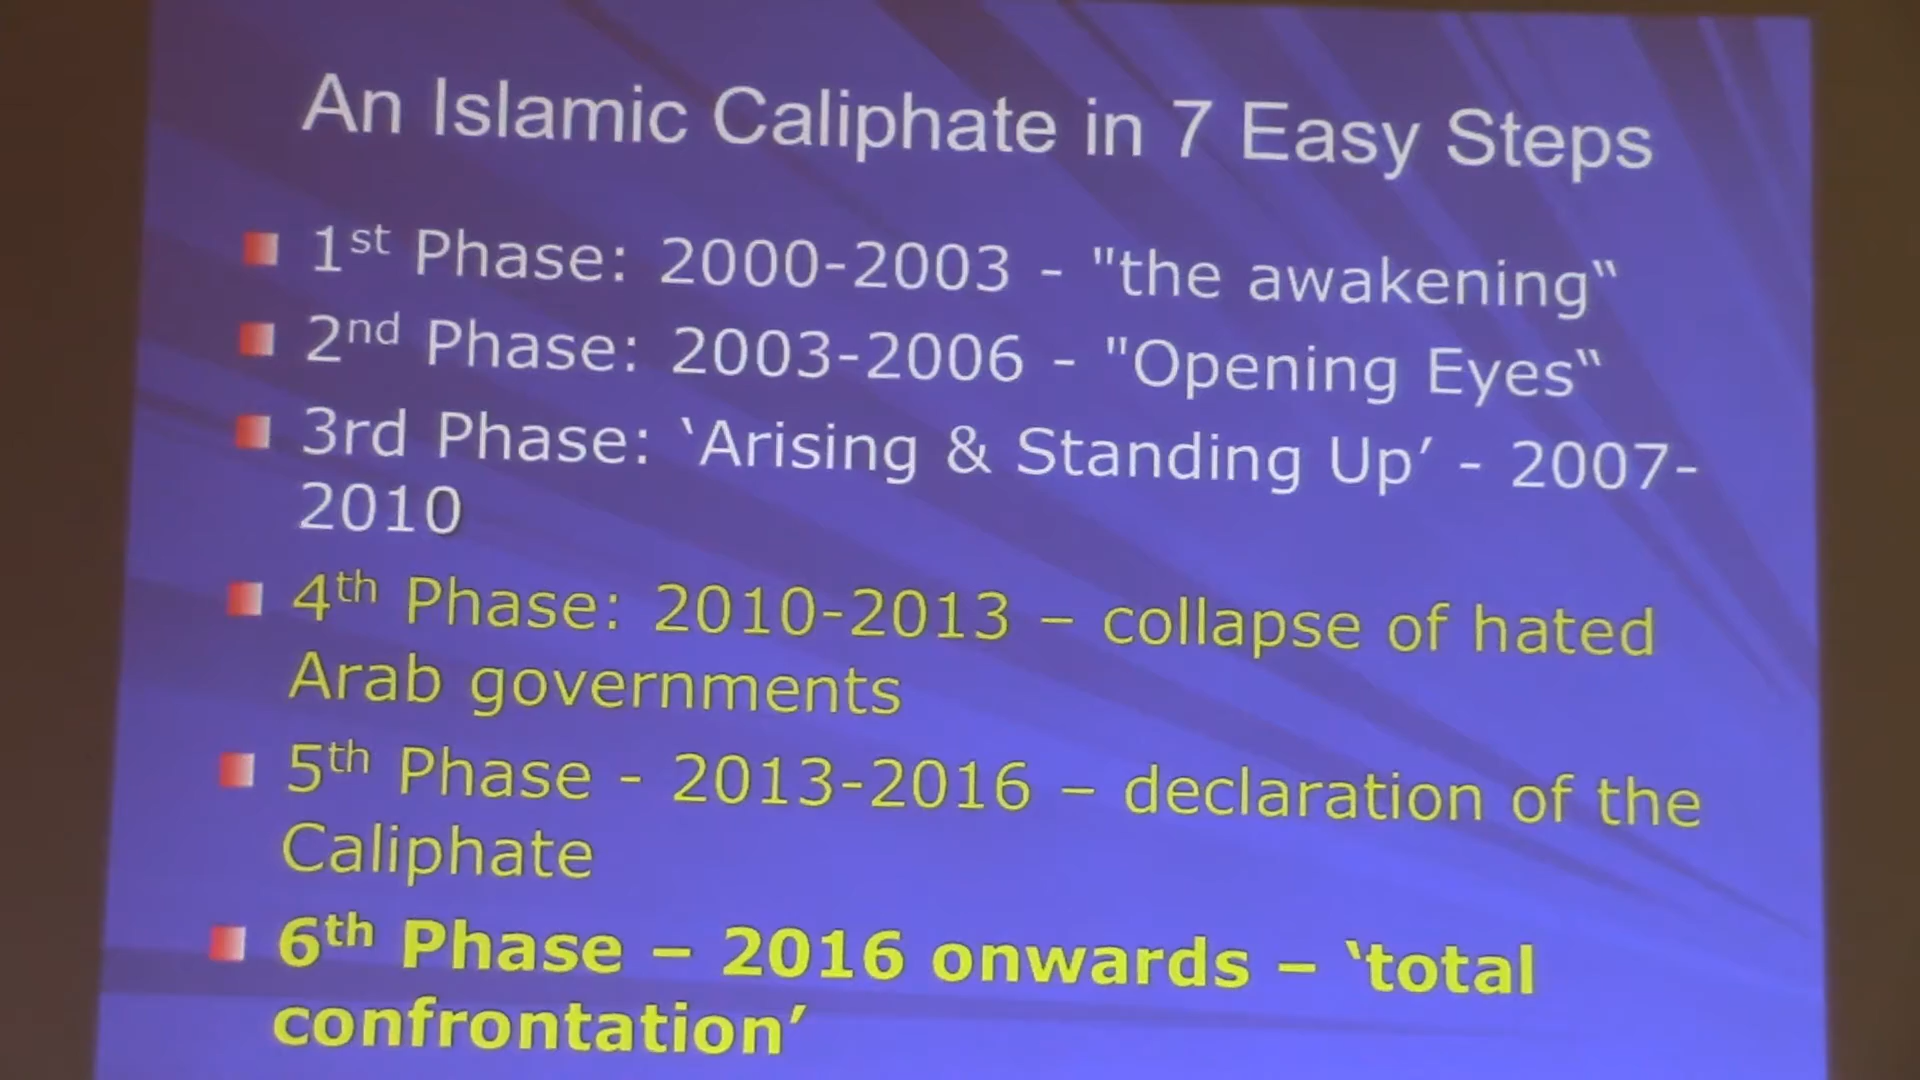 An Islamic Caliphate in 7 Easy Steps
1st Phase: 2000-2003 - "the awakening“
2nd Phase: 2003-2006 - "Opening Eyes“
3rd Phase: ‘Arising & Standing Up’ - 2007-
2010
4th Phase: 2010-2013 – collapse of hated
Arab governments
5th Phase - 2013-2016 – declaration of the
Caliphate
6th Phase – 2016 onwards – ‘total
confrontation’